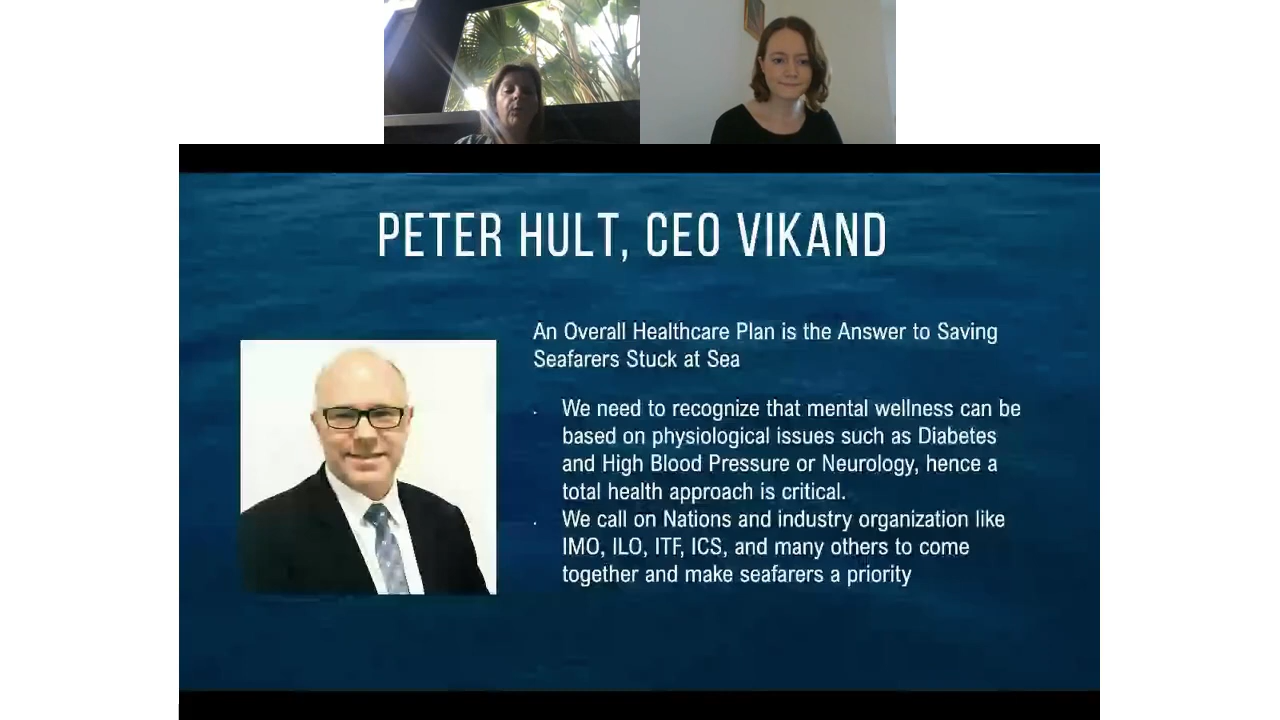 PETER HULT, CEO VIKAND
An Overall Healthcare Plan is the Answer to Saving
Seafarers Stuck at Sea
We need to recognize that mental wellness can be
based on physiological issues such as Diabetes
and High Blood Pressure or Neurology, hence a
total health approach is critical.
We call on Nations and industry organization like
IMO, ILO, ITF, ICS, and many others to come
together and make seafarers a priority